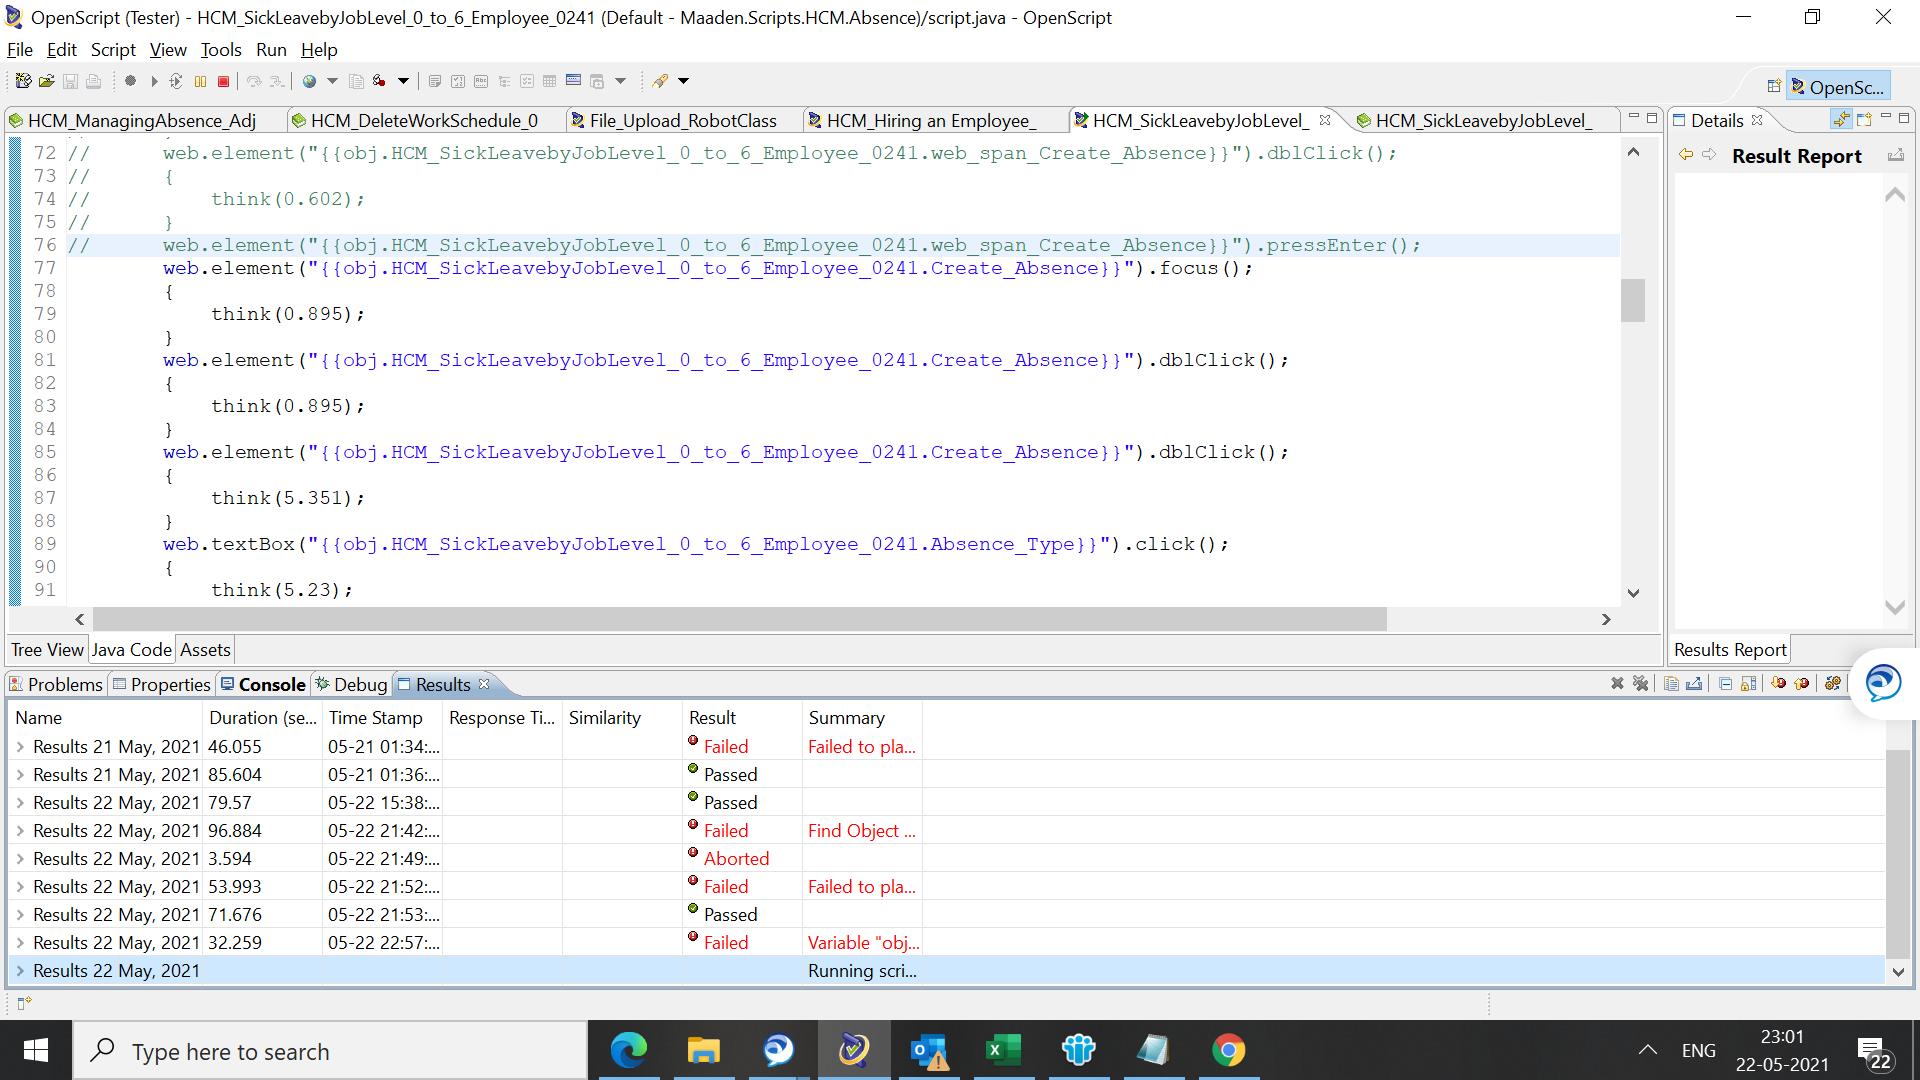 OpenScript (Tester) - HCM_SickLeavebyJobLevel_0_to_6_Employee_0241 (Default - Maaden.Scripts.HCM.Absence)/script.java - OpenScript
File Edit Script View Tools Run Help
OpenSc...
HCM_ManagingAbsence_Adj HCM_DeleteWorkSchedule_0 File_Upload_RobotClass HCM_Hiring an Employee_ HCM_SickLeavebyJobLevel_ HCM_SickLeavebyJobLevel_ Details
Result Report
72 // web.element("{{obj.HCM_SickLeavebyJobLevel_0_to_6_Employee_0241.web_span_Create_Absence}}").dblClick();
73 // {
74 // think(0.602);
75 // }
76 // web.element("{{obj.HCM_SickLeavebyJobLevel_0_to_6_Employee_0241.web_span_Create_Absence}}").pressEnter();
77 web.element("{{obj.HCM_SickLeavebyJobLevel_0_to_6_Employee_0241.Create_Absence}}").focus();
78 {
79 think(0.895);
80 }
81 web.element("{{obj.HCM_SickLeavebyJobLevel_0_to_6_Employee_0241.Create_Absence}}").dblClick();
82 {
83 think(0.895);
84 }
85 web.element("{{obj.HCM_SickLeavebyJobLevel_0_to_6_Employee_0241.Create_Absence}}").dblClick();
86 {
87 think(5.351);
88 }
89 web.textBox("{{obj.HCM_SickLeavebyJobLevel_0_to_6_Employee_0241.Absence_Type}}").click();
90 {
91 think(5.23);
Tree View Java Code Assets
Results Report
Problems Properties Console Debug Results
Name Duration (se... Time Stamp Response Ti... Similarity Result Summary
Results 21 May, 2021 46.055 05-21 01:34:... Failed Failed to pla...
Results 21 May, 2021 85.604 05-21 01:36:... Passed
Results 22 May, 2021 79.57 05-22 15:38:... Passed
Results 22 May, 2021 96.884 05-22 21:42:... Failed Find Object ...
Results 22 May, 2021 3.594 05-22 21:49:... Aborted
Results 22 May, 2021 53.993 05-22 21:52:... Failed Failed to pla...
Results 22 May, 2021 71.676 05-22 21:53:... Passed
Results 22 May, 2021 32.259 05-22 22:57:... Failed Variable "obj...
Results 22 May, 2021 Running scri...
Type here to search
ENG
23:01
22-05-2021
22